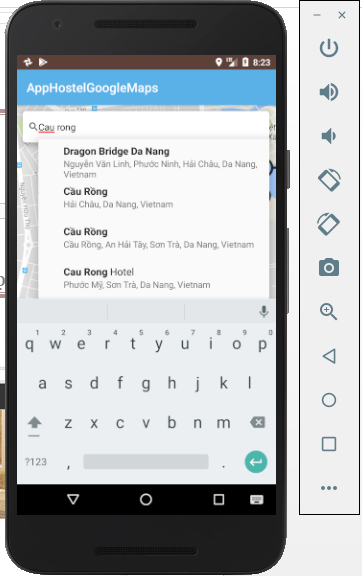 8:23
AppHostelGoogleMaps
Cau rong
Dragon Bridge Da Nang
Nguyễn Văn Linh, Phước Ninh, Hải Châu, Da Nang,
Vietnam
Cầu Rồng
Hải Châu, Da Nang, Vietnam
Cầu Rồng
Cầu Rồng, An Hải Tây, Sơn Trà, Da Nang, Vietnam
Cau Rong Hotel
Phước Mỹ, Sơn Trà, Da Nang, Vietnam
1 2 3 4 5 6 7 8 9 0
q w e r t y u i o p
a s d f g h j k l
z x c v b n m
?123 , .